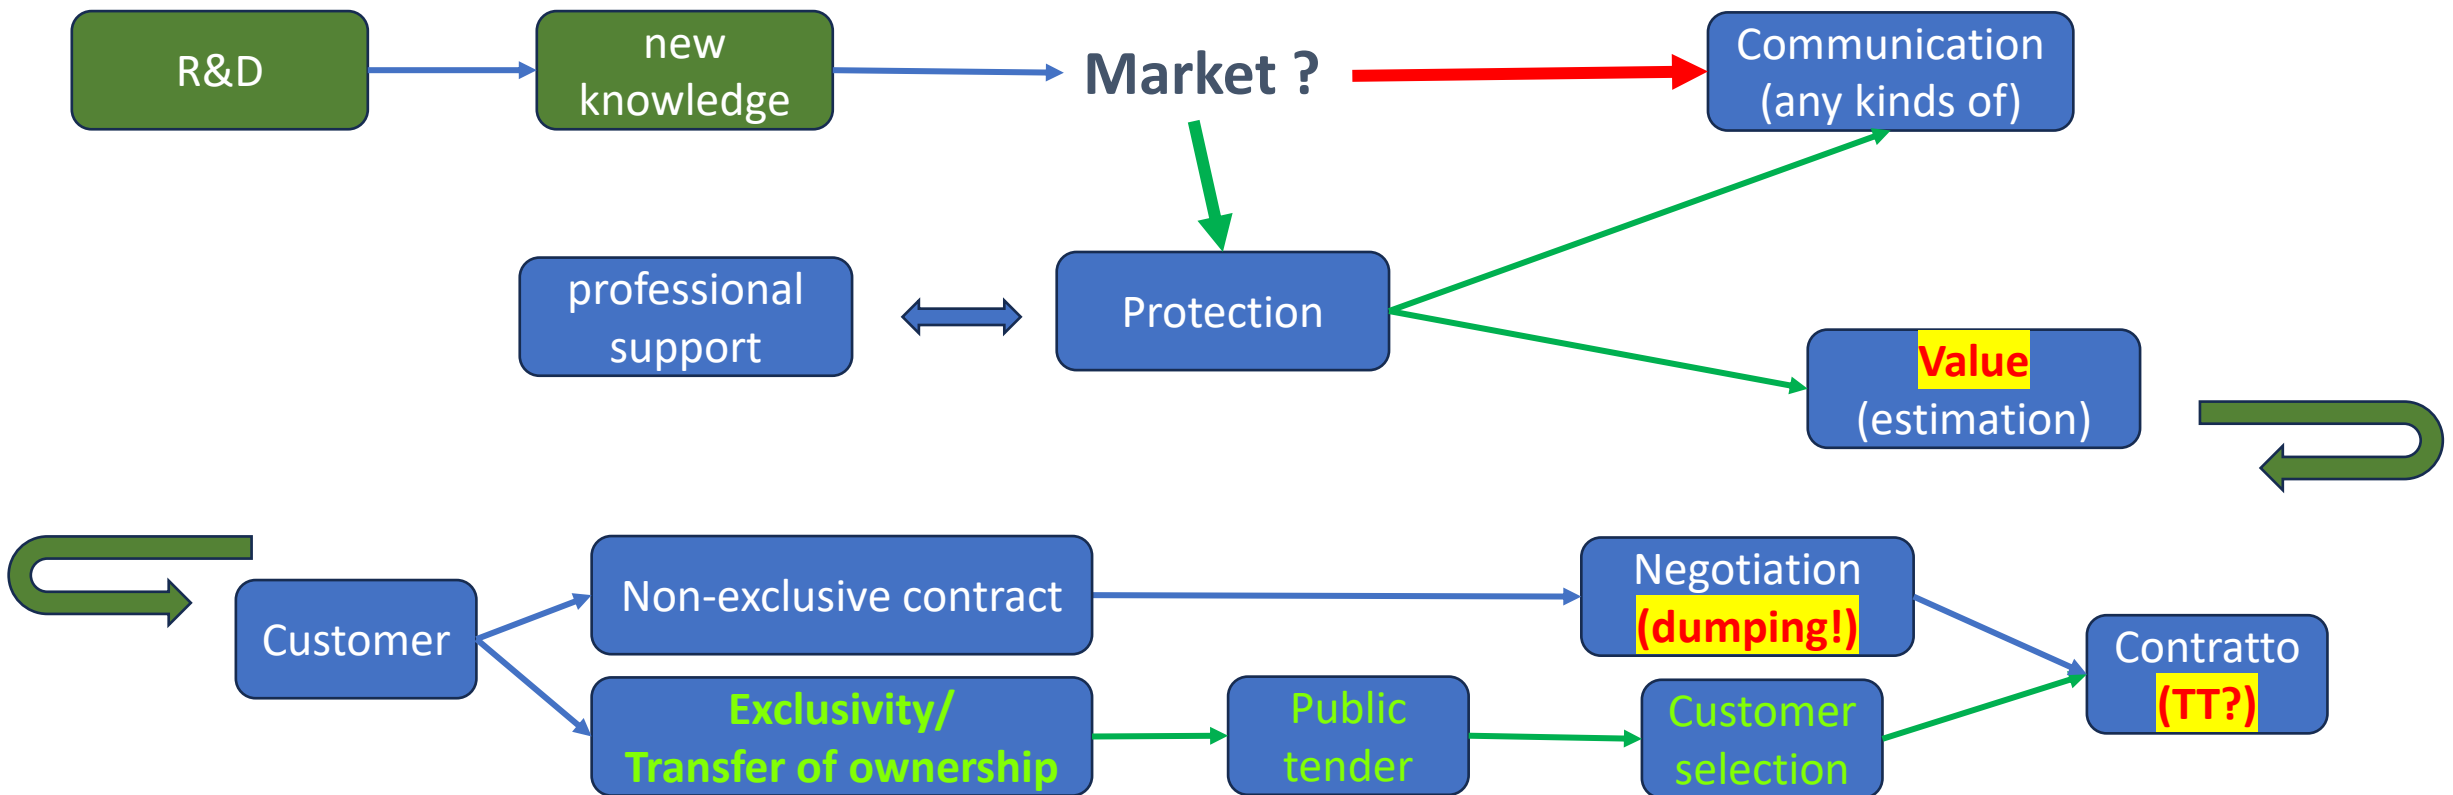 R&D
new
knowledge
Market ?
Communication
(any kinds of)
professional
support
Protection
Value
(estimation)
Customer
Non-exclusive contract
Negotiation
(dumping!)
Exclusivity/
Transfer of ownership
Public
tender
Customer
selection
Contratto
(TT?)